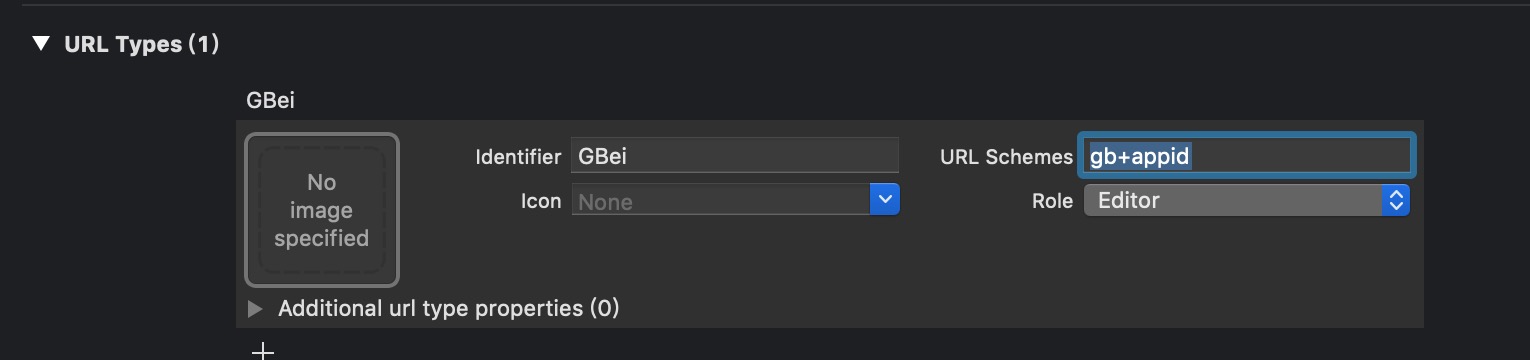 URL Types (1)
GBei
No
image
specified
Identifier GBei URL Schemes gb+appid
Icon None Role Editor
Additional url type properties (0)